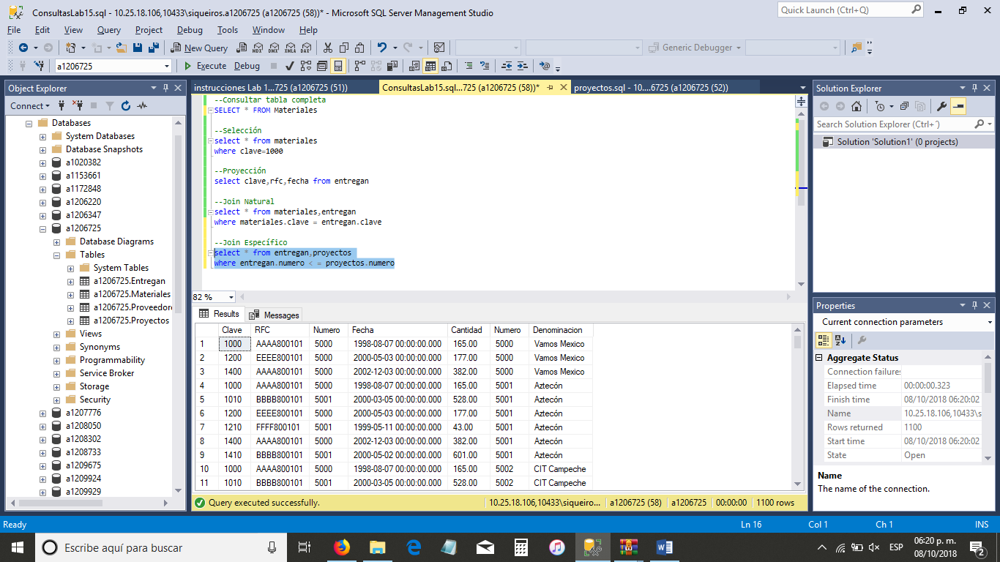 ConsultasLab15.sql - 10.25.18.106,10433\siqueiros.a1206725 (a1206725 (58))* - Microsoft SQL Server Management Studio
Quick Launch (Ctrl+Q)
File Edit View Query Project Debug Tools Window Help
New Query
MDX DMX XMLA DAX
Generic Debugger
a1206725
Execute Debug
Object Explorer
Connect
Databases
System Databases
Database Snapshots
a1020382
a1153661
a1172848
a1206220
a1206347
a1206725
Database Diagrams
Tables
System Tables
a1206725.Entregan
a1206725.Materiales
a1206725.Proveedor
a1206725.Proyectos
Views
Synonyms
Programmability
Service Broker
Storage
Security
a1207776
a1208050
a1208302
a1208733
a1209675
a1209924
a1209929
instrucciones Lab 1...725 (a1206725 (51))
ConsultasLab15.sql...725 (a1206725 (58))*
proyectos.sql - 10....6725 (a1206725 (52))
--Consultar tabla completa
SELECT * FROM Materiales
--Selección
select * from materiales
where clave=1000
--Proyección
select clave,rfc,fecha from entregan
--Join Natural
select * from materiales,entregan
where materiales.clave = entregan.clave
--Join Específico
select * from entregan,proyectos
where entregan.numero < = proyectos.numero
82 %
Results Messages
Clave RFC Numero Fecha Cantidad Numero Denominacion
1 1000 AAAA800101 5000 1998-08-07 00:00:00.000 165.00 5000 Vamos Mexico
2 1200 EEEE800101 5000 2000-05-03 00:00:00.000 177.00 5000 Vamos Mexico
3 1400 AAAA800101 5000 2002-12-03 00:00:00.000 382.00 5000 Vamos Mexico
4 1000 AAAA800101 5000 1998-08-07 00:00:00.000 165.00 5001 Aztecón
5 1010 BBBB800101 5001 2000-03-05 00:00:00.000 528.00 5001 Aztecón
6 1200 EEEE800101 5000 2000-05-03 00:00:00.000 177.00 5001 Aztecón
7 1210 FFFF800101 5001 1999-05-11 00:00:00.000 43.00 5001 Aztecón
8 1400 AAAA800101 5000 2002-12-03 00:00:00.000 382.00 5001 Aztecón
9 1410 BBBB800101 5001 2000-05-02 00:00:00.000 601.00 5001 Aztecón
10 1000 AAAA800101 5000 1998-08-07 00:00:00.000 165.00 5002 CIT Campeche
11 1010 BBBB800101 5001 2000-03-05 00:00:00.000 528.00 5002 CIT Campeche
Query executed successfully.
10.25.18.106,10433\siqueiro... a1206725 (58) a1206725 00:00:00 1100 rows
Solution Explorer
Search Solution Explorer (Ctrl+´)
Solution 'Solution1' (0 projects)
Properties
Current connection parameters
Aggregate Status
Connection failures
Elapsed time 00:00:00.323
Finish time 08/10/2018 06:20:02
Name 10.25.18.106,10433\s
Rows returned 1100
Start time 08/10/2018 06:20:02
State Open
Name
The name of the connection.
Ready Ln 16 Col 1 Ch 1 INS
Escribe aquí para buscar
ESP
06:20 p. m.
08/10/2018
2